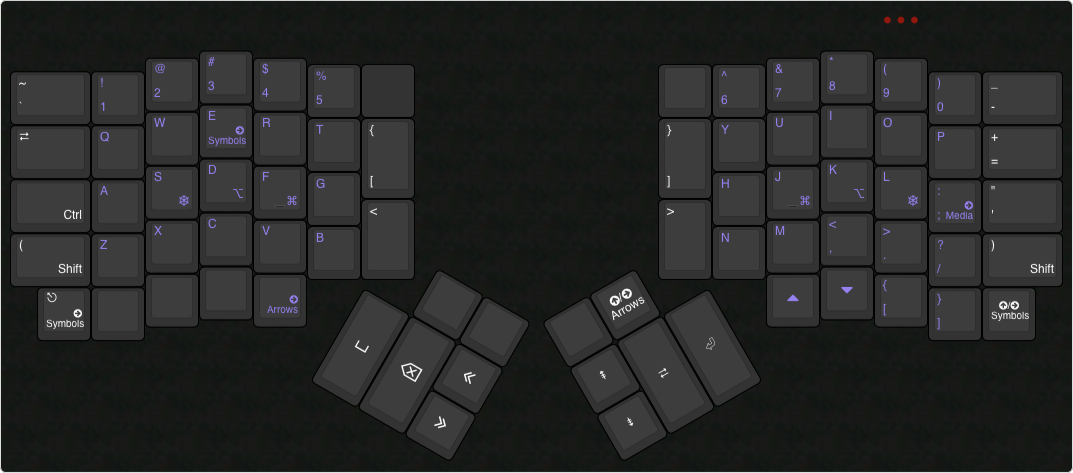 ~ ! @ # $ % ^ & * ( ) _
` 1 2 3 4 5 6 7 8 9 0 -
⇄ Q W E R T { } Y U I O P +
Symbols [ ] =
A S D F G < > H J K L : "
Ctrl ❄ ⌥ _ ⌘ _ ⌘ ⌥ ❄ ; Media '
( Z X C V B N M < > ? )
Shift , . / Shift
Symbols Arrows Arrows ▲ ▼ { } Symbols
[ ]